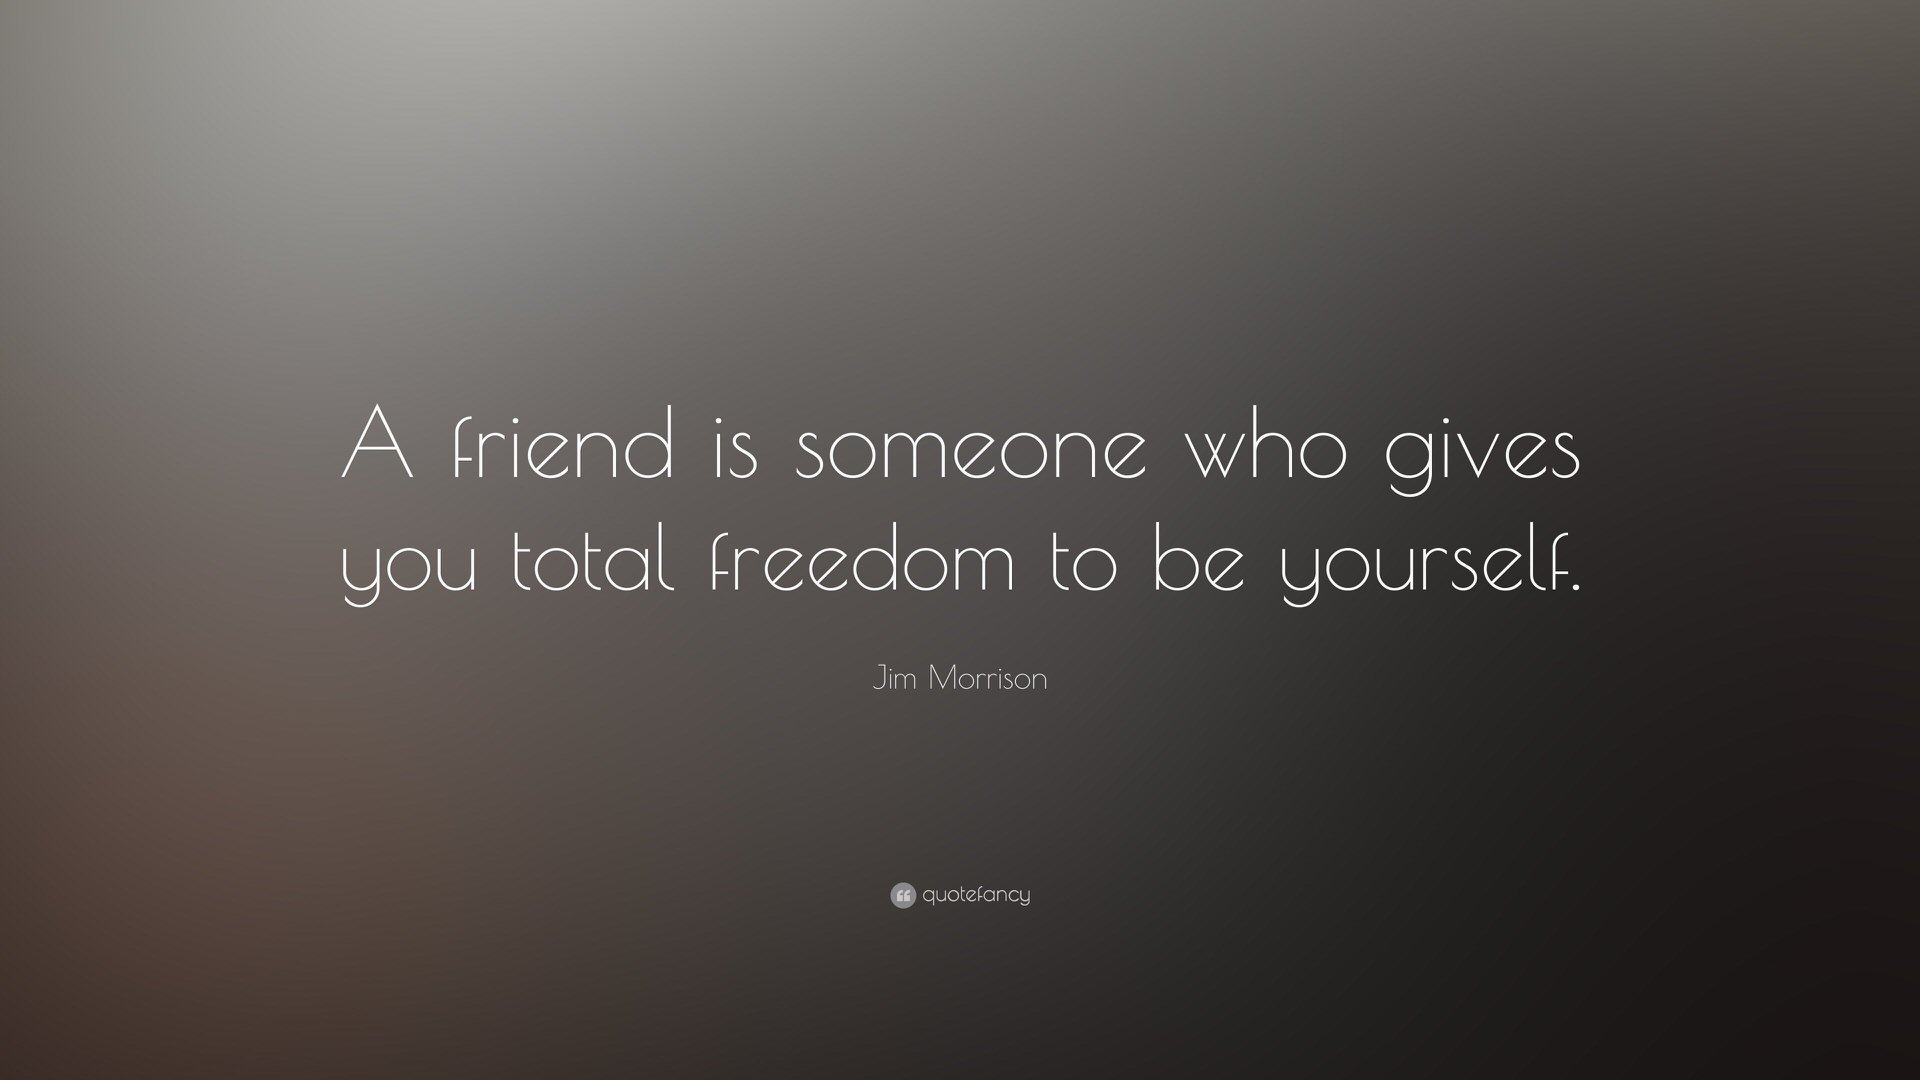 A friend is someone who gives
you total freedom to be yourself.
Jim Morrison
quotefancy